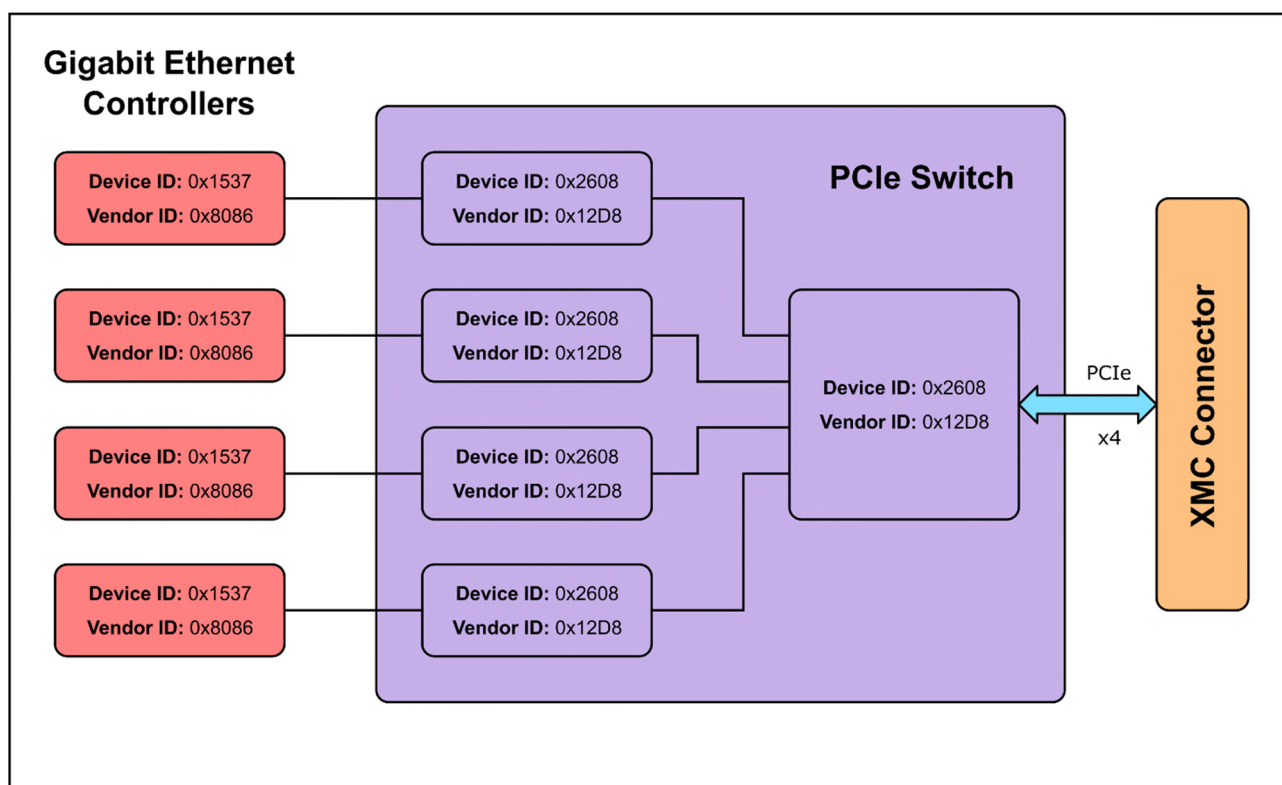 Gigabit Ethernet
Controllers
Device ID: 0x1537
Vendor ID: 0x8086
Device ID: 0x1537
Vendor ID: 0x8086
Device ID: 0x1537
Vendor ID: 0x8086
Device ID: 0x1537
Vendor ID: 0x8086
PCIe Switch
Device ID: 0x2608
Vendor ID: 0x12D8
Device ID: 0x2608
Vendor ID: 0x12D8
Device ID: 0x2608
Vendor ID: 0x12D8
Device ID: 0x2608
Vendor ID: 0x12D8
Device ID: 0x2608
Vendor ID: 0x12D8
PCIe
x4
XMC Connector